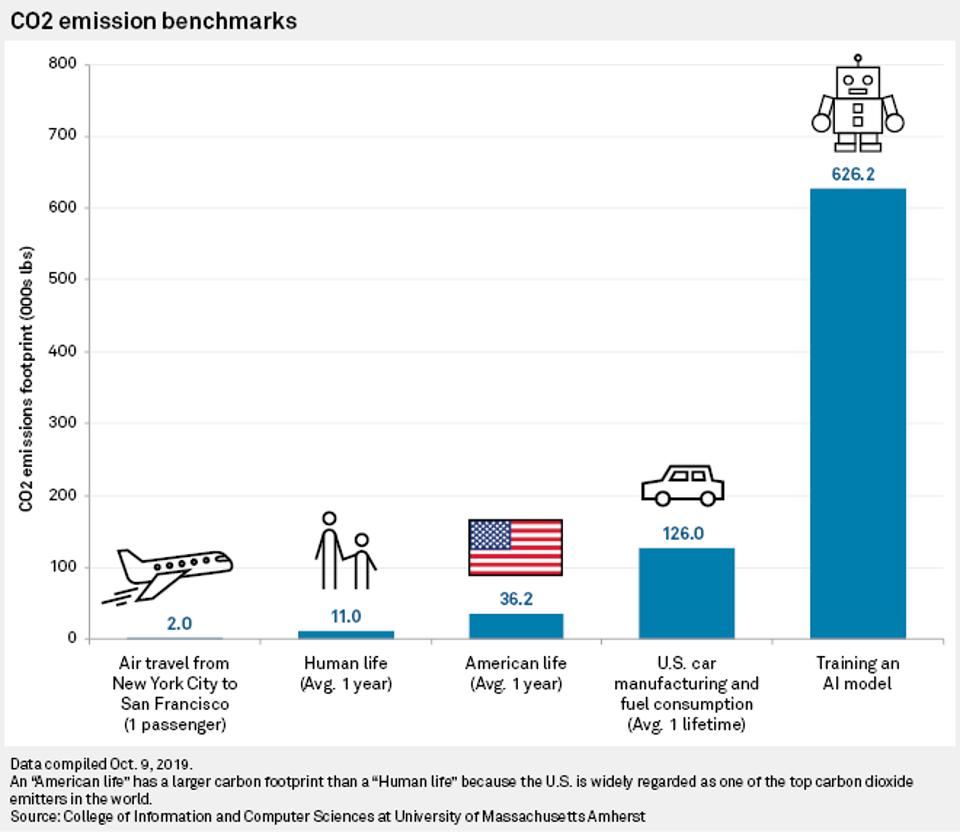 CO2 emission benchmarks
CO2 emissions footprint (000s lbs)
800
700
600
500
400
300
200
100
0
2.0
11.0
36.2
126.0
626.2
Air travel from
New York City to
San Francisco
(1 passenger)
Human life
(Avg. 1 year)
American life
(Avg. 1 year)
U.S. car
manufacturing and
fuel consumption
(Avg. 1 lifetime)
Training an
AI model
Data compiled Oct. 9, 2019.
An “American life” has a larger carbon footprint than a “Human life” because the U.S. is widely regarded as one of the top carbon dioxide
emitters in the world.
Source: College of Information and Computer Sciences at University of Massachusetts Amherst